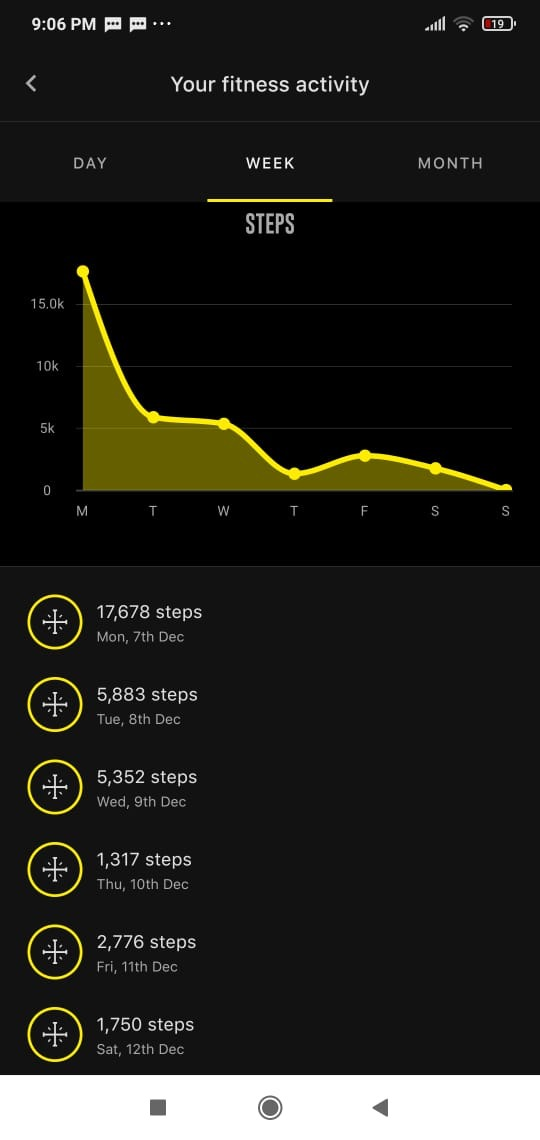 9:06 PM
19
Your fitness activity
DAY WEEK MONTH
STEPS
15.0k
10k
5k
0
M T W T F S S
17,678 steps
Mon, 7th Dec
5,883 steps
Tue, 8th Dec
5,352 steps
Wed, 9th Dec
1,317 steps
Thu, 10th Dec
2,776 steps
Fri, 11th Dec
1,750 steps
Sat, 12th Dec